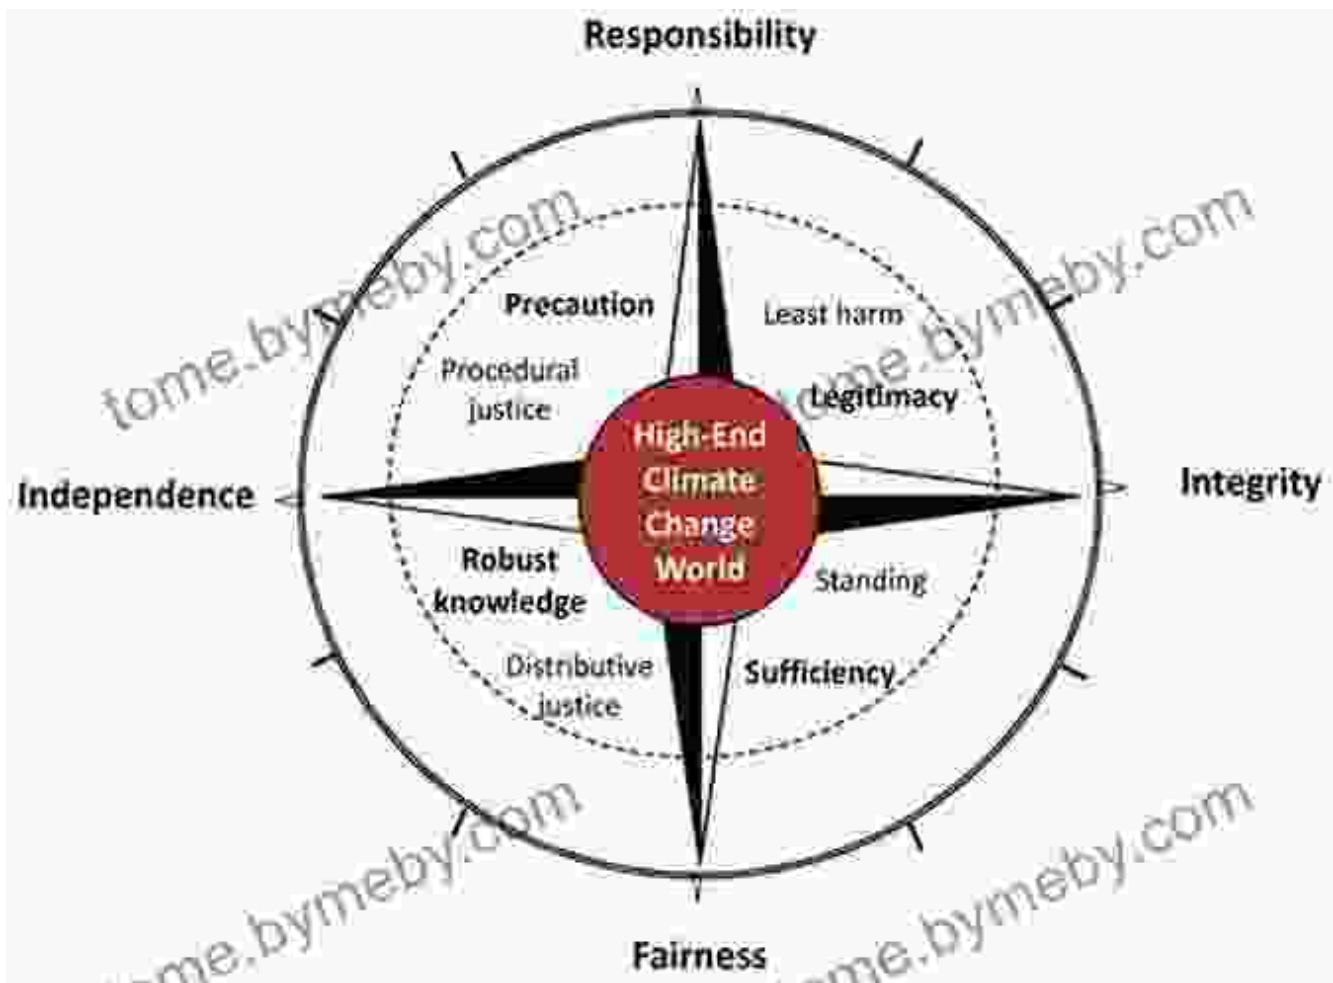 Responsibility
tome.bymeby.com
tome.bymeby.com
Precaution
Least harm
Procedural
justice
Legitimacy
High-End
Climate
Change
World
Independence
Integrity
Robust
knowledge
Standing
Distributive
justice
Sufficiency
tome.bymeby.com
tome.bymeby.com
Fairness